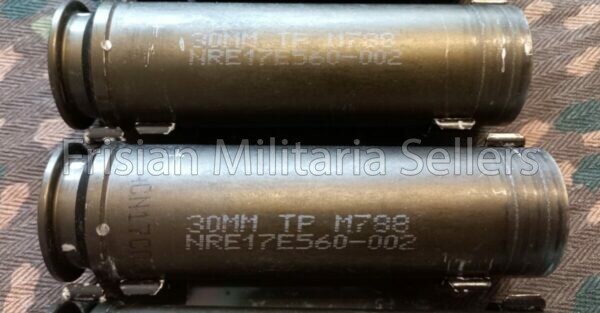 30MM TP M788
NRE17E560-002
Frisian Militaria Sellers
30MM TP M788
NRE17E560-002